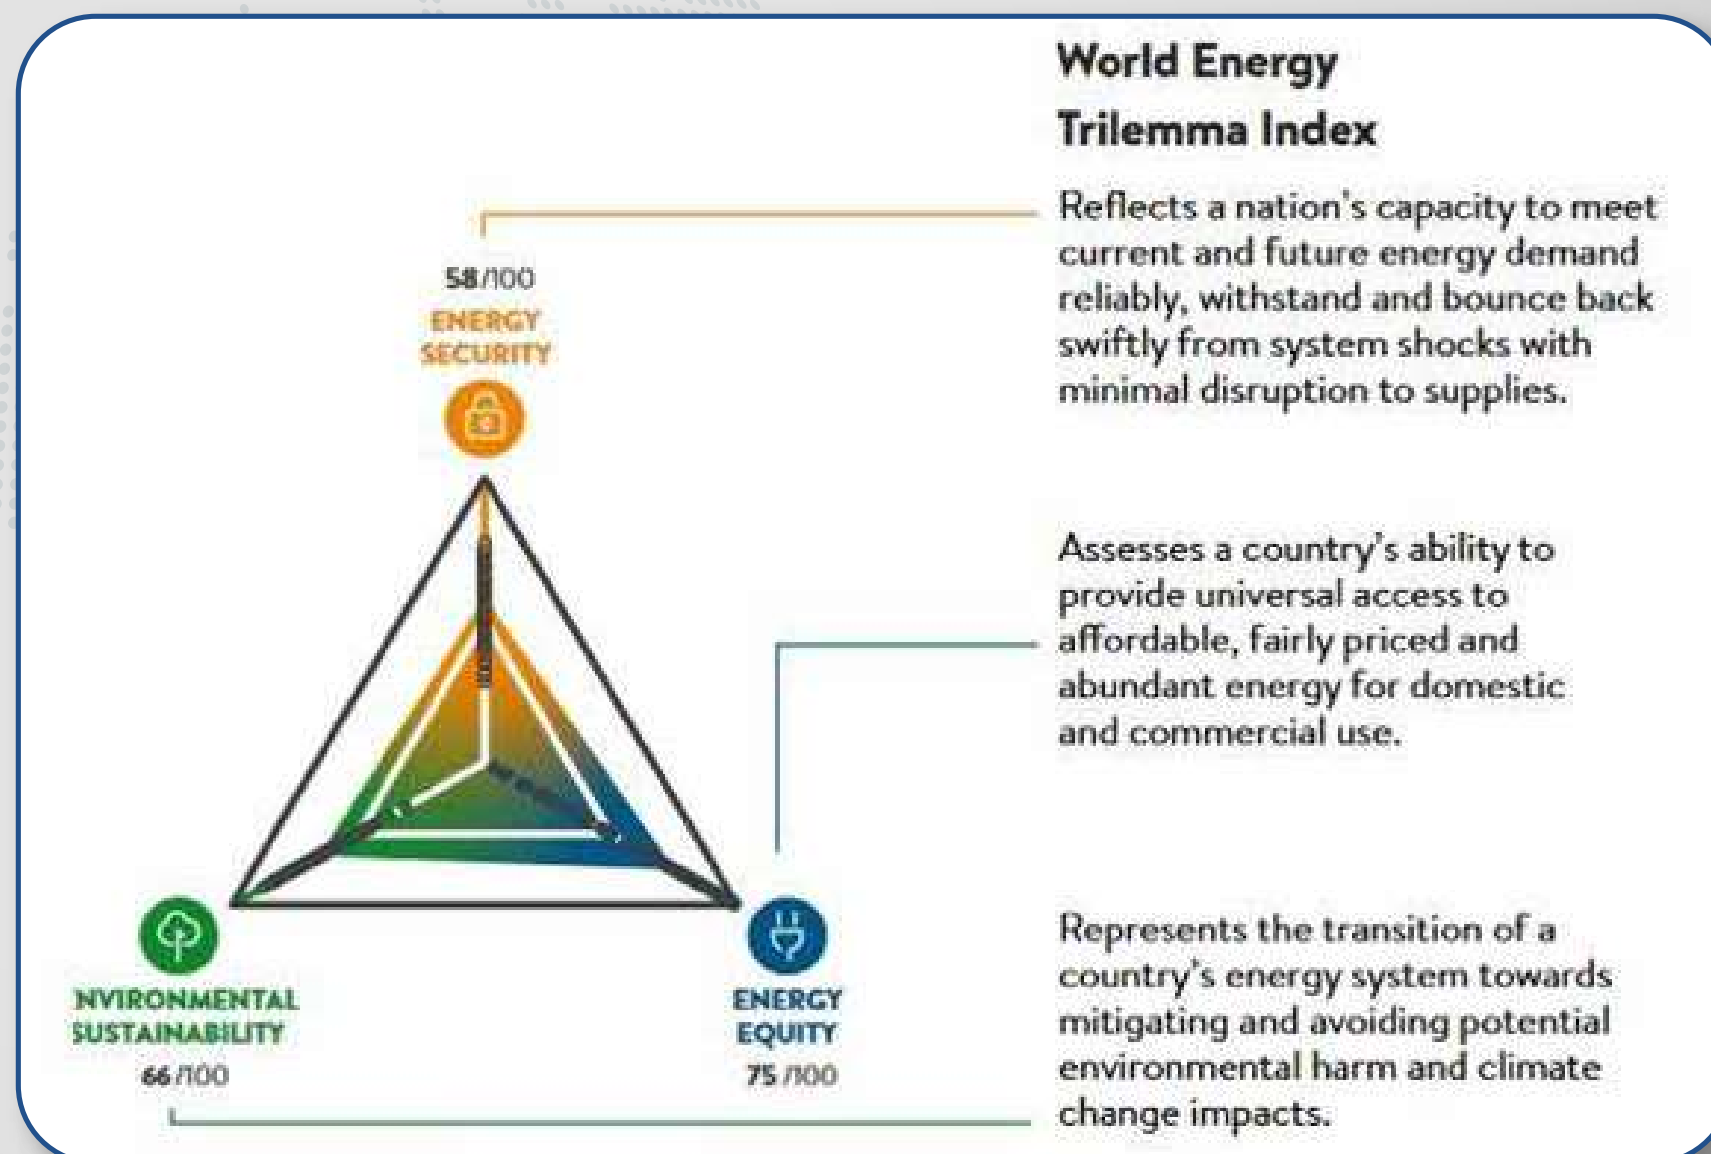 World Energy
Trilemma Index
Reflects a nation's capacity to meet
current and future energy demand
reliably, withstand and bounce back
swiftly from system shocks with
minimal disruption to supplies.
58/100
ENERGY
SECURITY
Assesses a country's ability to
provide universal access to
affordable, fairly priced and
abundant energy for domestic
and commercial use.
NVIRONMENTAL
SUSTAINABILITY
66/100
ENERGY
EQUITY
75/100
Represents the transition of a
country's energy system towards
mitigating and avoiding potential
environmental harm and climate
change impacts.